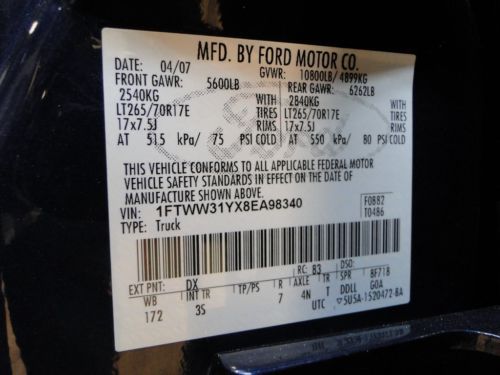 MFD. BY FORD MOTOR CO.
DATE: 04/07 GVWR: 10800LB/ 4899KG
FRONT GAWR: 5600LB REAR GAWR: 6262LB
2540KG WITH 2840KG WITH
LT265/70R17E TIRES LT265/70R17E TIRES
17x7.5J RIMS 17x7.5J RIMS
AT 515 kPa/ 75 PSI COLD AT 550 kPa/ 80 PSI COLD
THIS VEHICLE CONFORMS TO ALL APPLICABLE FEDERAL MOTOR
VEHICLE SAFETY STANDARDS IN EFFECT ON THE DATE OF
MANUFACTURE SHOWN ABOVE.
VIN: 1FTWW31YX8EA98340 F0882
TYPE: Truck T0486
EXT PNT: DX RC: 83 DSO:
WB INT TR TP/PS R AXLE TR SPR BF71B
172 3S 7 4N T DDLL GOA
UTC ▽5U5A-1520472-BA